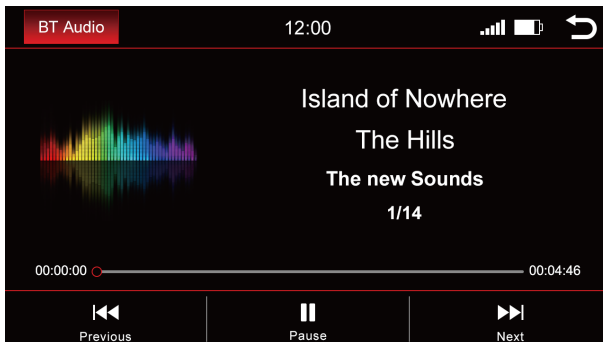 BT Audio
12:00
Island of Nowhere
The Hills
The new Sounds
1/14
00:00:00
00:04:46
Previous
Pause
Next